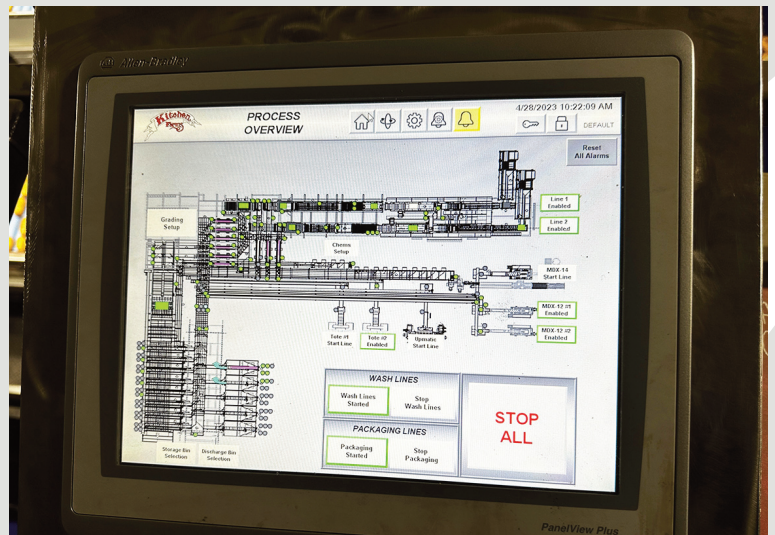 Allen-Bradley
Kitchen
PROCESS
OVERVIEW
4/28/2023 10:22:09 AM
DEFAULT
Reset
All Alarms
Grading
Setup
Line 1
Enabled
Line 2
Enabled
Chemis
Setup
MDX-14
Start Line
MDX-12 #1
Enabled
MDX-12 #2
Enabled
Tote #1
Start Line
Tote #2
Enabled
Upmatic
Start Line
WASH LINES
Wash Lines
Started
Stop
Wash Lines
PACKAGING LINES
Packaging
Started
Stop
Packaging
STOP
ALL
Storage Bin
Selection
Discharge Bin
Selection
PanelView Plus